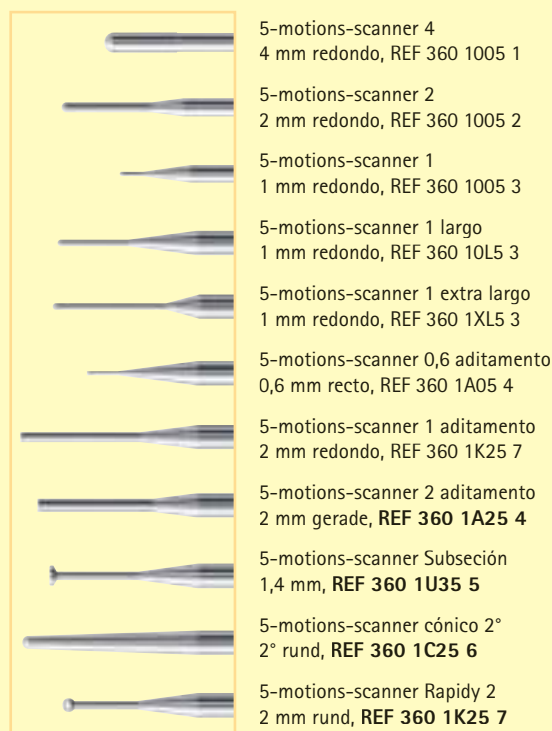 5-motions-scanner 4
4 mm redondo, REF 360 1005 1
5-motions-scanner 2
2 mm redondo, REF 360 1005 2
5-motions-scanner 1
1 mm redondo, REF 360 1005 3
5-motions-scanner 1 largo
1 mm redondo, REF 360 10L5 3
5-motions-scanner 1 extra largo
1 mm redondo, REF 360 1XL5 3
5-motions-scanner 0,6 aditamento
0,6 mm recto, REF 360 1A05 4
5-motions-scanner 1 aditamento
2 mm redondo, REF 360 1K25 7
5-motions-scanner 2 aditamento
2 mm gerade, REF 360 1A25 4
5-motions-scanner Subseción
1,4 mm, REF 360 1U35 5
5-motions-scanner cónico 2°
2° rund, REF 360 1C25 6
5-motions-scanner Rapidy 2
2 mm rund, REF 360 1K25 7